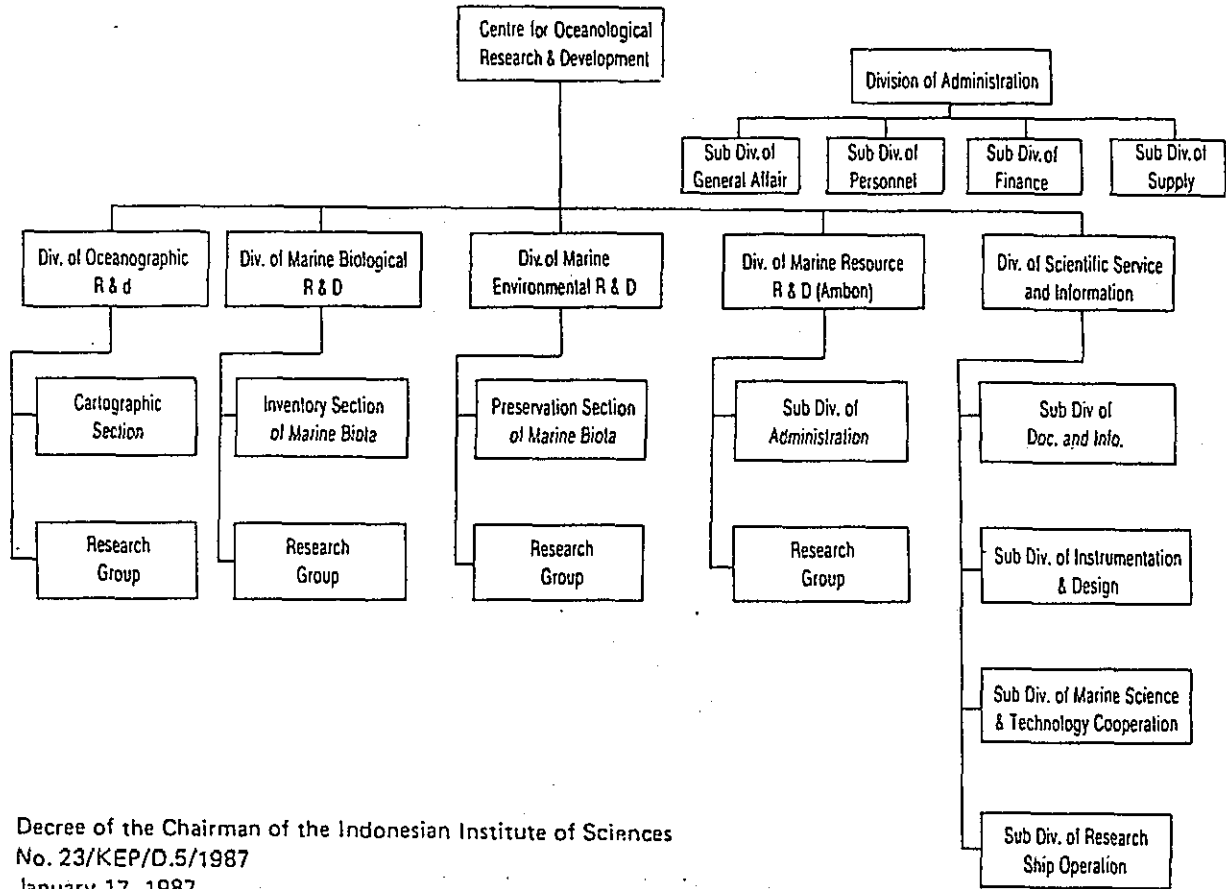 Centre for Oceanological
Research & Development
Division of Administration
Sub Div. of
General Affair
Sub Div. of
Personnel
Sub Div. of
Finance
Sub Div. of
Supply
Div. of Oceanographic
R & d
Div. of Marine Biological
R & D
Div. of Marine
Environmental R & D
Div. of Marine Resource
R & D (Ambon)
Div. of Scientific Service
and Information
Cartographic
Section
Inventory Section
of Marine Biota
Preservation Section
of Marine Biota
Sub Div. of
Administration
Sub Div of
Doc. and Info.
Research
Group
Research
Group
Research
Group
Research
Group
Sub Div. of Instrumentation
& Design
Sub Div. of Marine Science
& Technology Cooperation
Sub Div. of Research
Ship Operation
Decree of the Chairman of the Indonesian Institute of Sciences
No. 23/KEP/D.5/1987
January 17, 1987